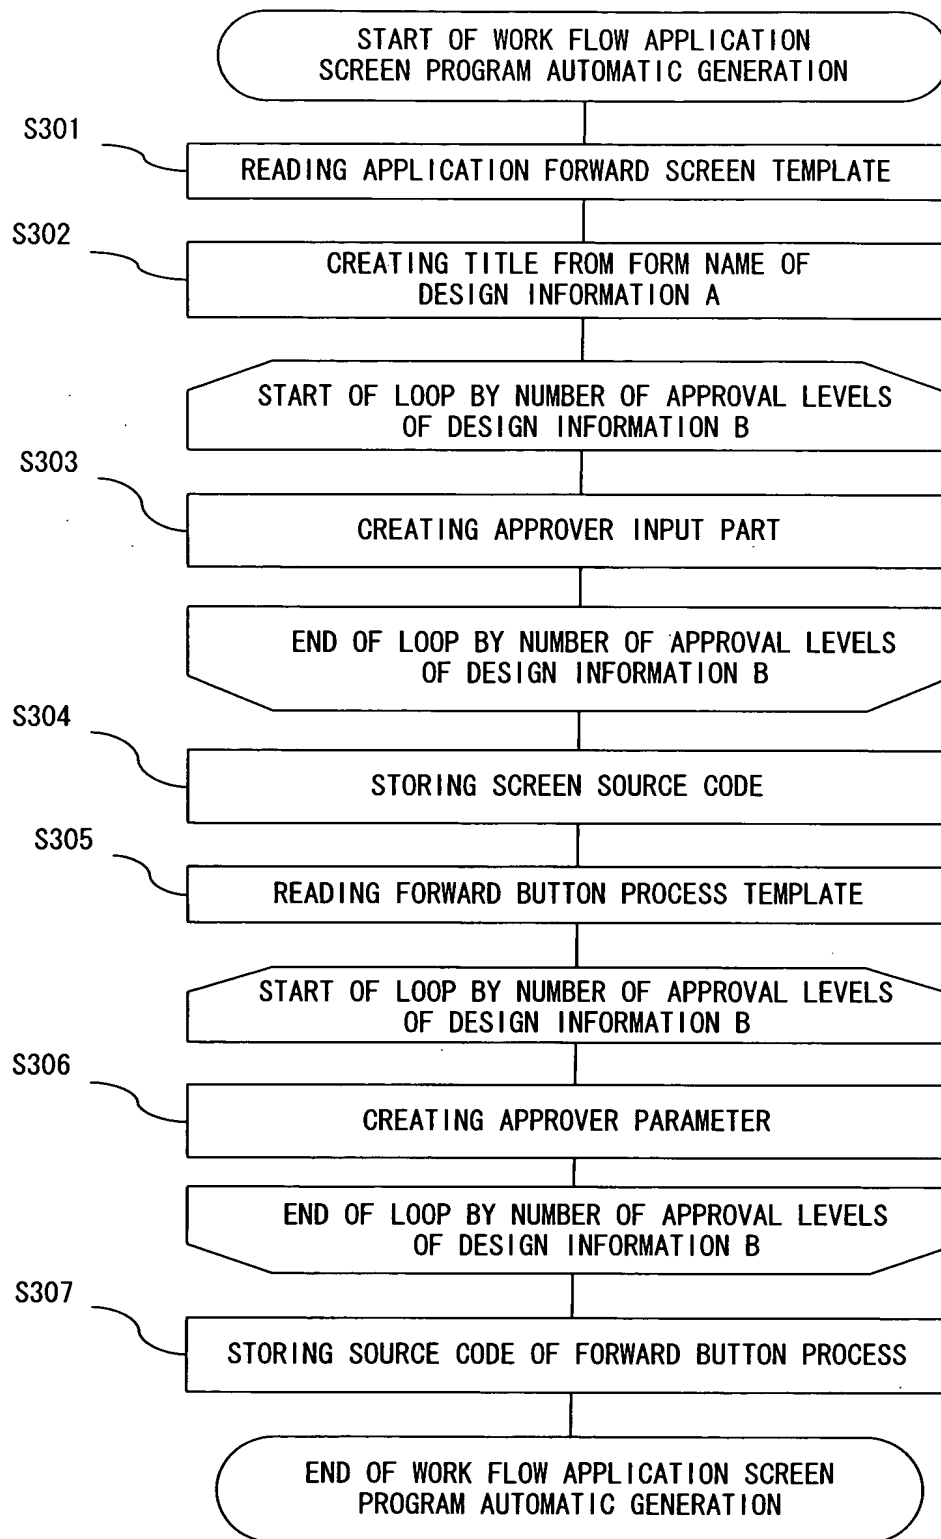 START OF WORK FLOW APPLICATION
SCREEN PROGRAM AUTOMATIC GENERATION
S301
READING APPLICATION FORWARD SCREEN TEMPLATE
S302
CREATING TITLE FROM FORM NAME OF
DESIGN INFORMATION A
START OF LOOP BY NUMBER OF APPROVAL LEVELS
OF DESIGN INFORMATION B
S303
CREATING APPROVER INPUT PART
END OF LOOP BY NUMBER OF APPROVAL LEVELS
OF DESIGN INFORMATION B
S304
STORING SCREEN SOURCE CODE
S305
READING FORWARD BUTTON PROCESS TEMPLATE
START OF LOOP BY NUMBER OF APPROVAL LEVELS
OF DESIGN INFORMATION B
S306
CREATING APPROVER PARAMETER
END OF LOOP BY NUMBER OF APPROVAL LEVELS
OF DESIGN INFORMATION B
S307
STORING SOURCE CODE OF FORWARD BUTTON PROCESS
END OF WORK FLOW APPLICATION SCREEN
PROGRAM AUTOMATIC GENERATION